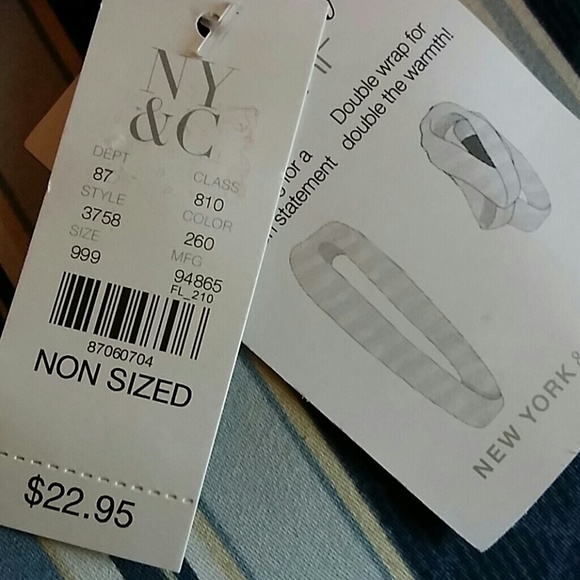 NY
&C
DEPT CLASS
87 810
STYLE COLOR
3758 260
SIZE MFG
999 94865
FL_210
87060704
NON SIZED
$22.95
Double wrap for
double the warmth!
for a
statement
NEW YORK &